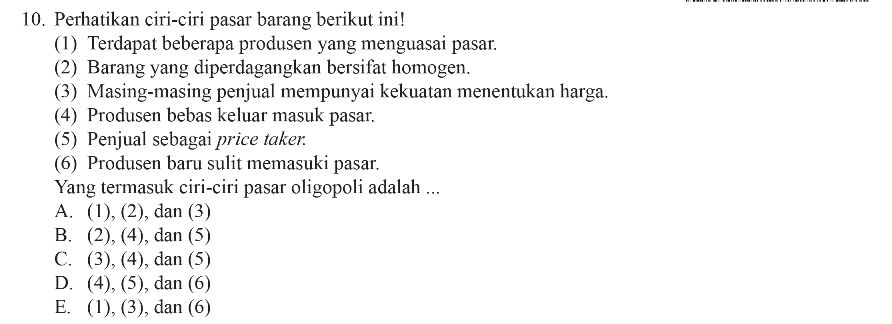 10. Perhatikan ciri-ciri pasar barang berikut ini!
(1) Terdapat beberapa produsen yang menguasai pasar.
(2) Barang yang diperdagangkan bersifat homogen.
(3) Masing-masing penjual mempunyai kekuatan menentukan harga.
(4) Produsen bebas keluar masuk pasar.
(5) Penjual sebagai price taker.
(6) Produsen baru sulit memasuki pasar.
Yang termasuk ciri-ciri pasar oligopoli adalah ...
A. (1), (2), dan (3)
B. (2), (4), dan (5)
C. (3), (4), dan (5)
D. (4), (5), dan (6)
E. (1), (3), dan (6)